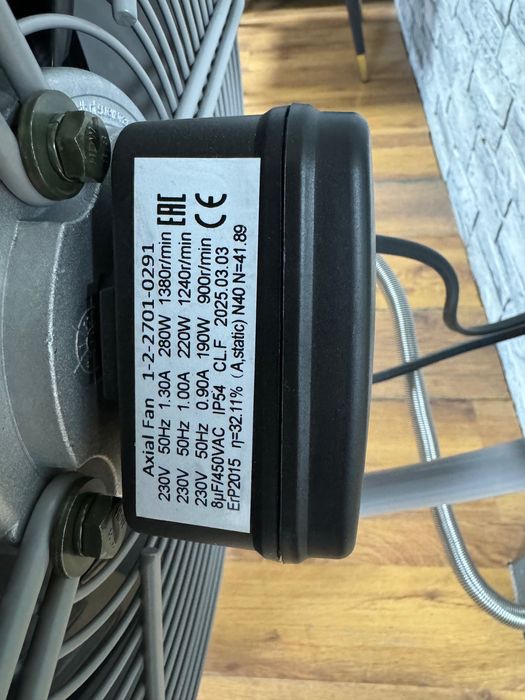 Axial Fan 1-2-2701-0291
230V 50Hz 1.30A 280W 1380r/min
230V 50Hz 1.00A 220W 1240r/min
230V 50Hz 0.90A 190W 900r/min
8μF/450VAC IP54 CL.F 2025.03.03
ErP2015 η=32.11% (A,static) N40 N=41.89
EAC
CE